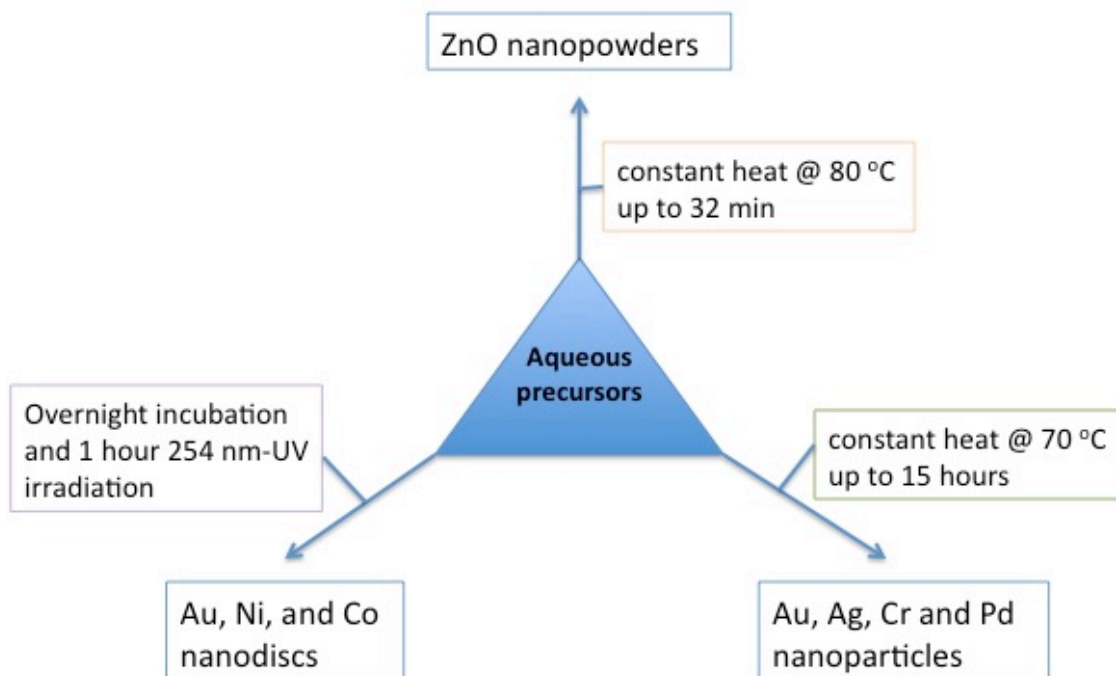 ZnO nanopowders
constant heat @ 80 °C
up to 32 min
Aqueous
precursors
Overnight incubation
and 1 hour 254 nm-UV
irradiation
constant heat @ 70 °C
up to 15 hours
Au, Ni, and Co
nanodiscs
Au, Ag, Cr and Pd
nanoparticles